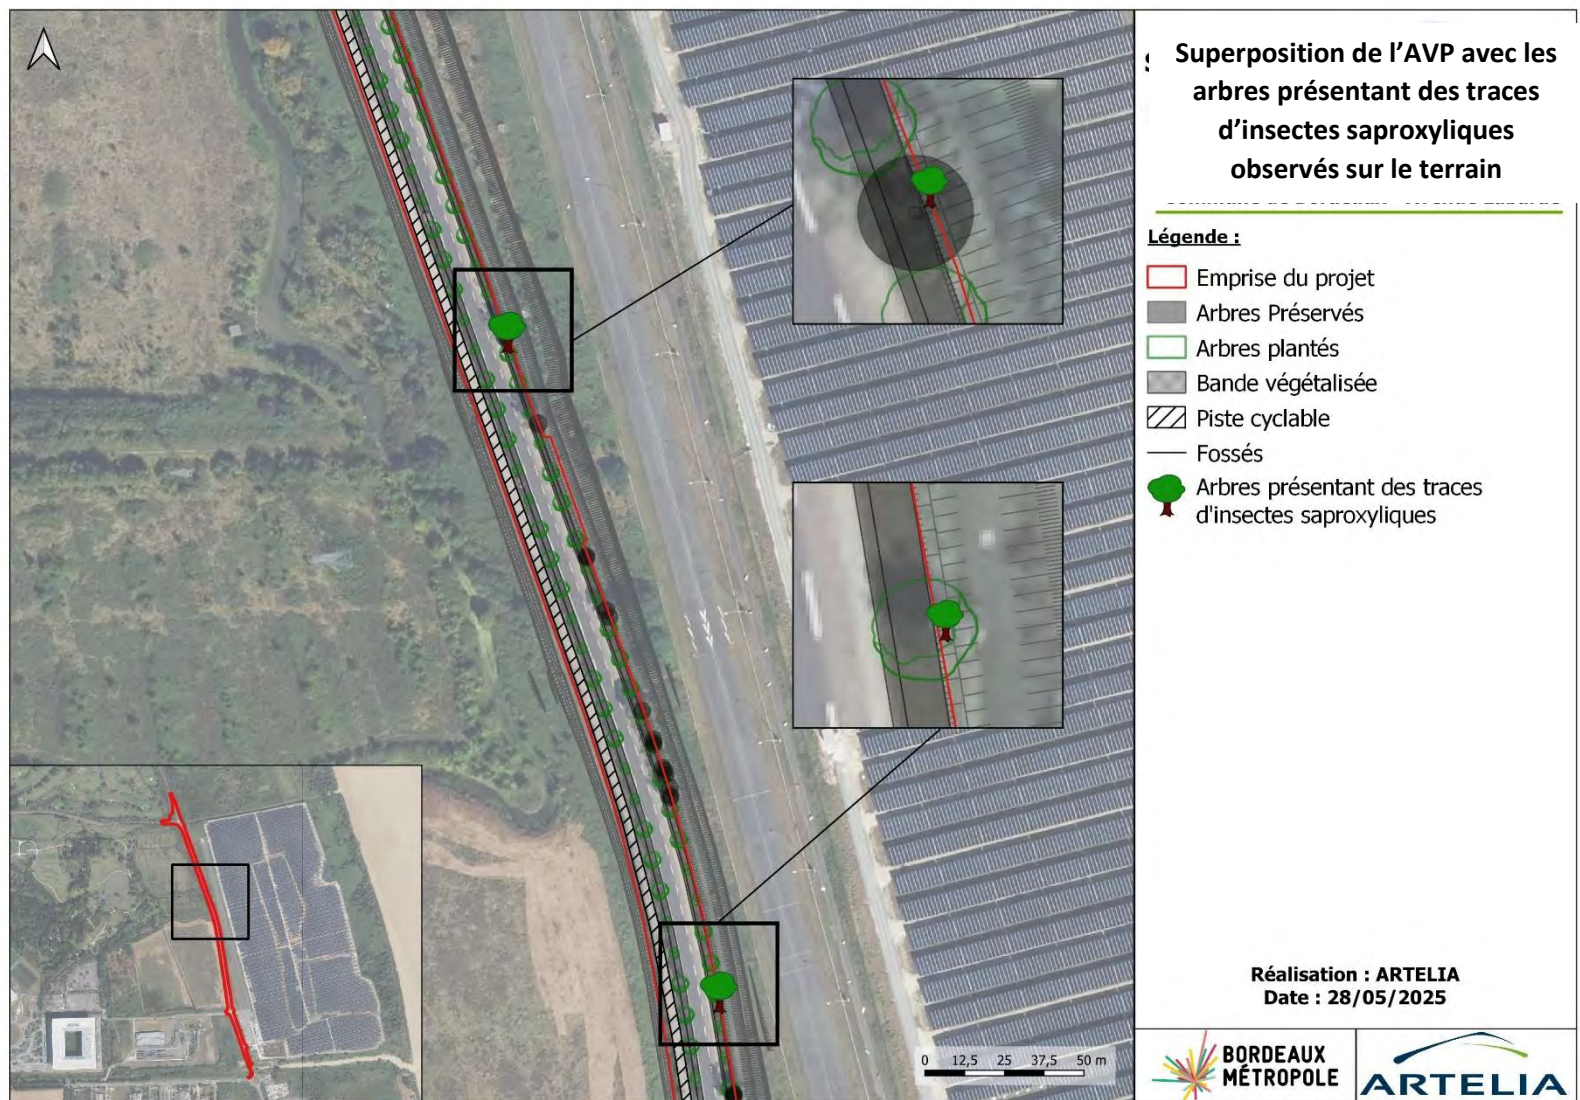 Superposition de l'AVP avec les
arbres présentant des traces
d'insectes saproxyliques
observés sur le terrain
Légende :
Emprise du projet
Arbres Préservés
Arbres plantés
Bande végétalisée
Piste cyclable
Fossés
Arbres présentant des traces
d'insectes saproxyliques
Réalisation : ARTELIA
Date : 28/05/2025
0 12,5 25 37,5 50 m
BORDEAUX
MÉTROPOLE
ARTELIA